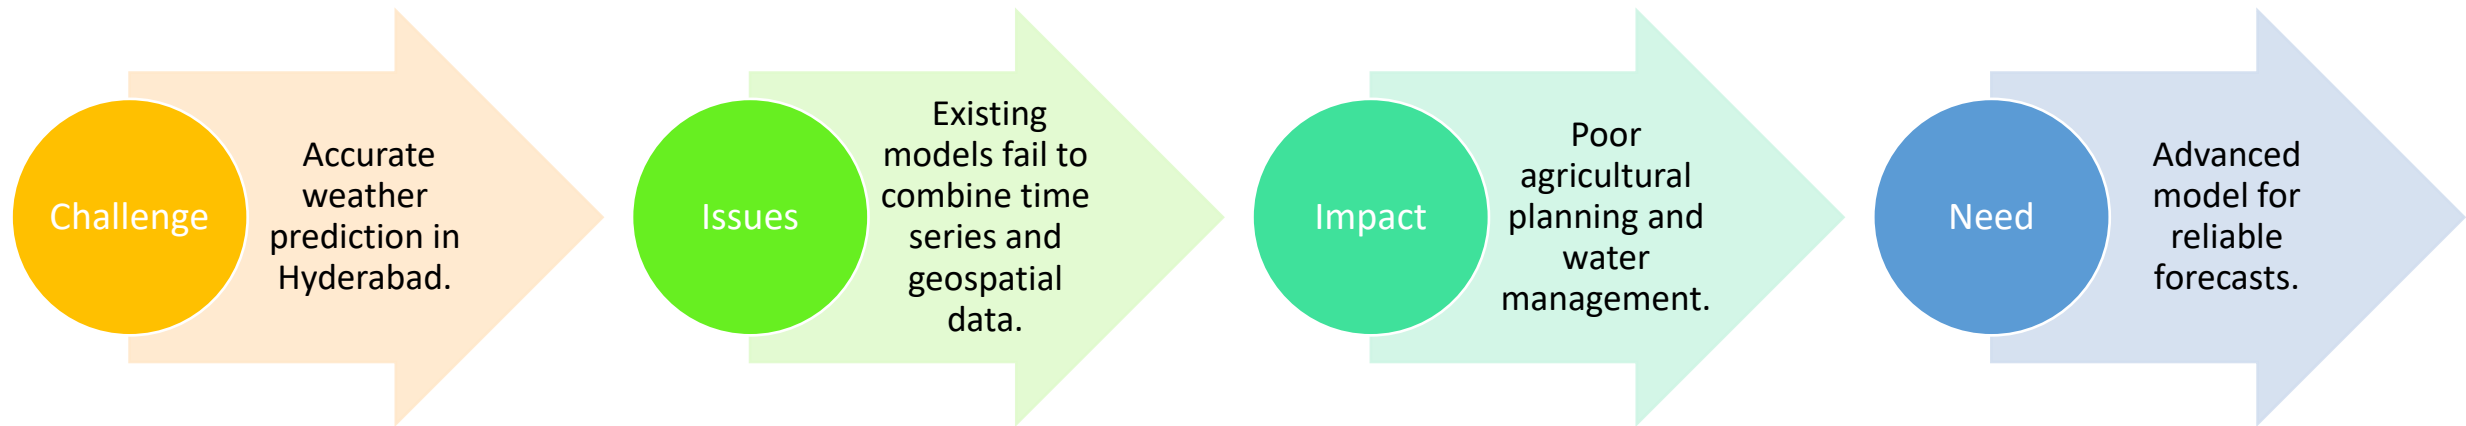 Challenge
Accurate
weather
prediction in
Hyderabad.
Issues
Existing
models fail to
combine time
series and
geospatial
data.
Impact
Poor
agricultural
planning and
water
management.
Need
Advanced
model for
reliable
forecasts.